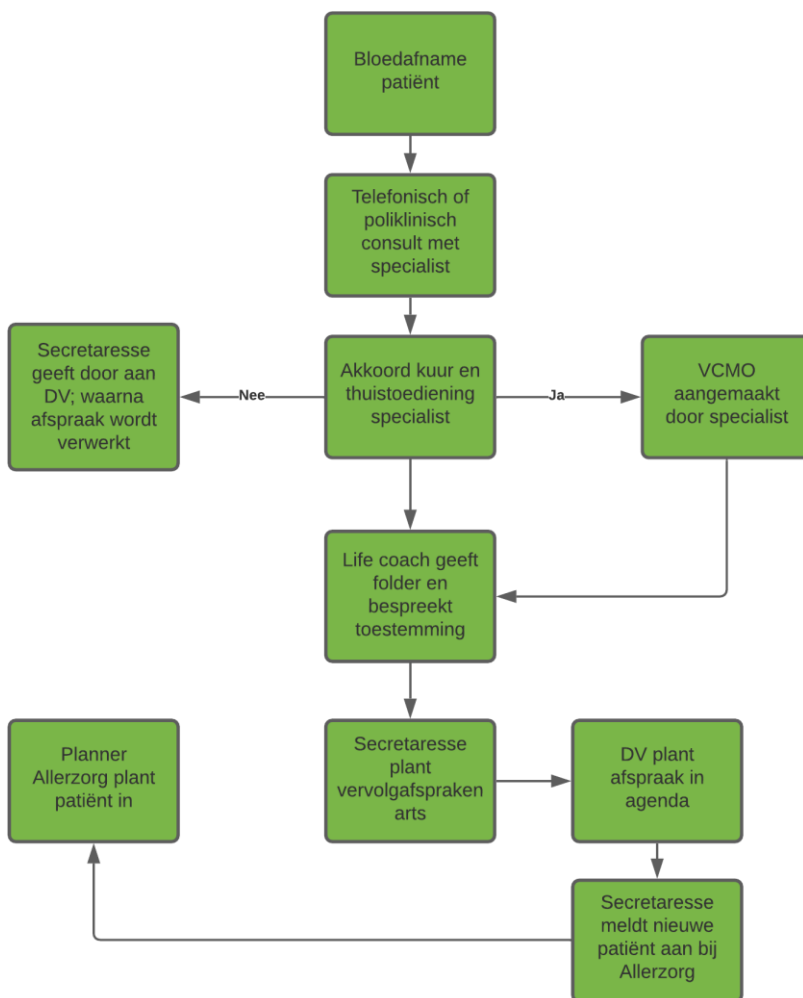 Bloedafname
patiënt
Telefonisch of
poliklinisch
consult met
specialist
Secretaresse
geeft door aan
DV; waarna
afspraak wordt
verwerkt
Nee
Akkoord kuur en
thuistoediening
specialist
Ja
VCMO
aangemaakt
door specialist
Life coach geeft
folder en
bespreekt
toestemming
Planner
Allerzorg plant
patiënt in
Secretaresse
plant
vervolgafspraken
arts
DV plant
afspraak in
agenda
Secretaresse
meldt nieuwe
patiënt aan bij
Allerzorg